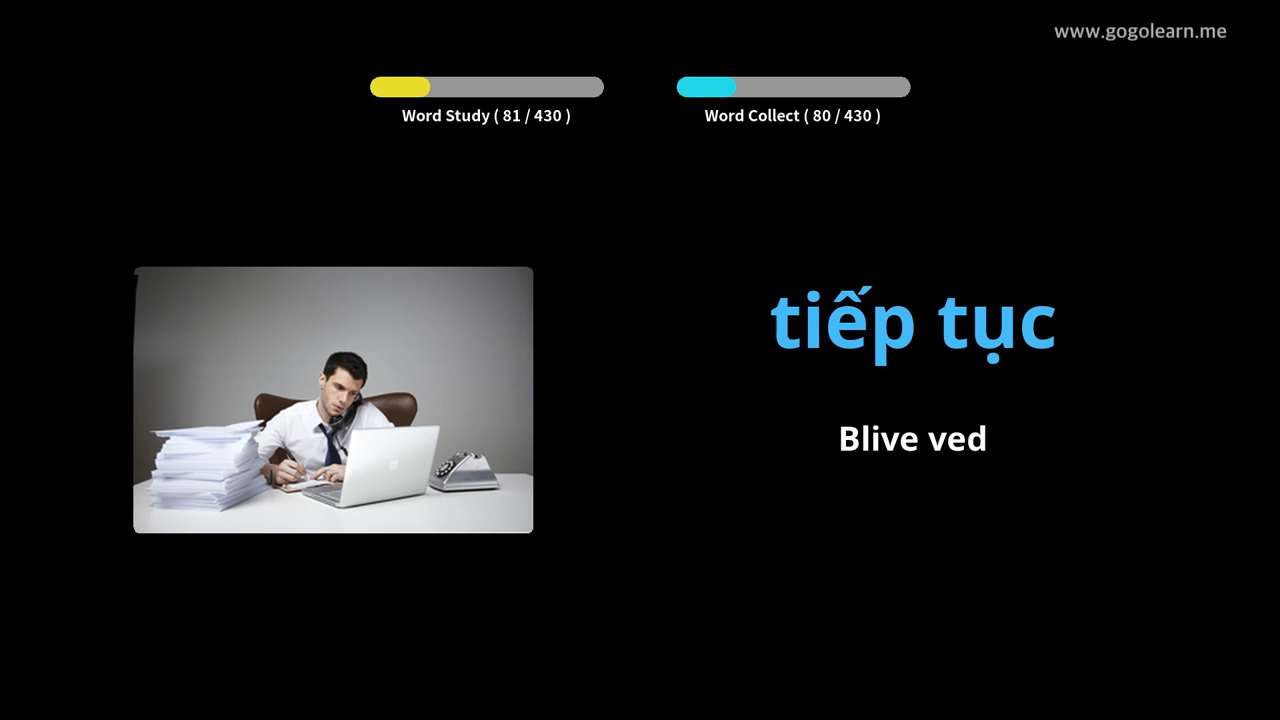 www.gogolearn.me
Word Study ( 81 / 430 )
Word Collect ( 80 / 430 )
tiếp tục
Blive ved